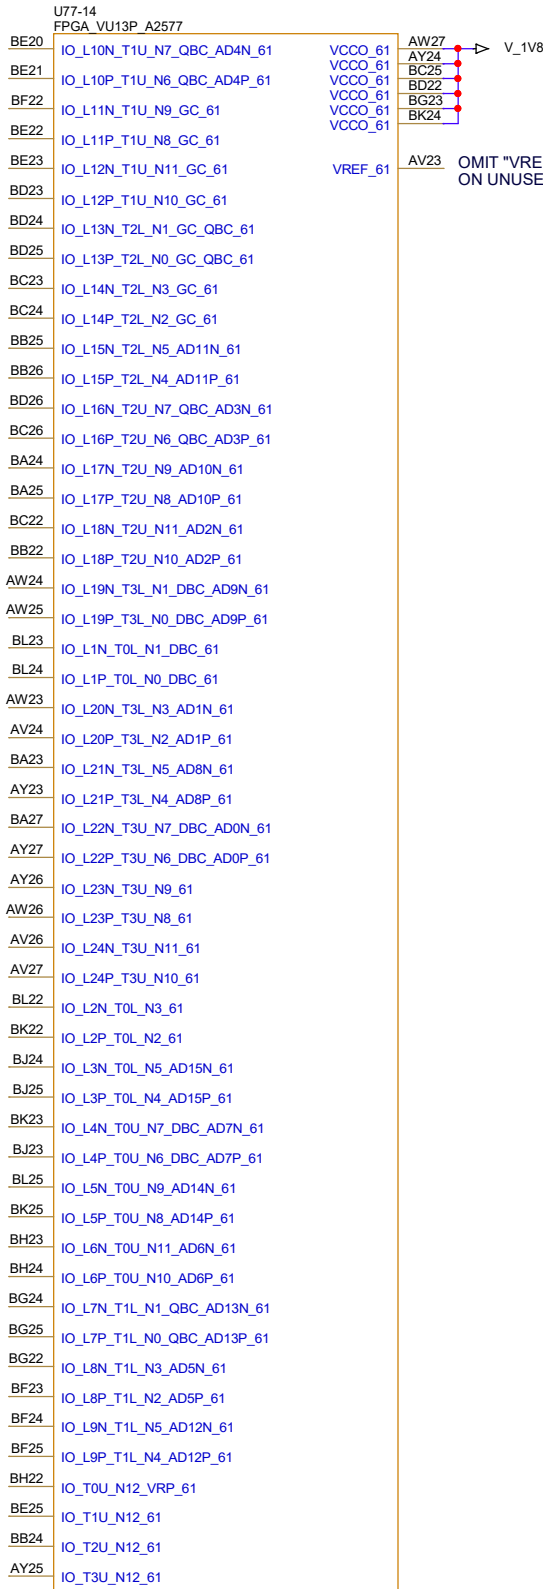 U77-14
FPGA_VU13P_A2577
BE20 IO_L10N_T1U_N7_QBC_AD4N_61 VCCO_61 AW27 V_1V8
BE21 IO_L10P_T1U_N6_QBC_AD4P_61 VCCO_61 AY24
VCCO_61 BC25
BF22 IO_L11N_T1U_N9_GC_61 VCCO_61 BD22
VCCO_61 BG23
BE22 IO_L11P_T1U_N8_GC_61 VCCO_61 BK24
BE23 IO_L12N_T1U_N11_GC_61 VREF_61 AV23 OMIT "VRE
ON UNUSE
BD23 IO_L12P_T1U_N10_GC_61
BD24 IO_L13N_T2L_N1_GC_QBC_61
BD25 IO_L13P_T2L_N0_GC_QBC_61
BC23 IO_L14N_T2L_N3_GC_61
BC24 IO_L14P_T2L_N2_GC_61
BB25 IO_L15N_T2L_N5_AD11N_61
BB26 IO_L15P_T2L_N4_AD11P_61
BD26 IO_L16N_T2U_N7_QBC_AD3N_61
BC26 IO_L16P_T2U_N6_QBC_AD3P_61
BA24 IO_L17N_T2U_N9_AD10N_61
BA25 IO_L17P_T2U_N8_AD10P_61
BC22 IO_L18N_T2U_N11_AD2N_61
BB22 IO_L18P_T2U_N10_AD2P_61
AW24 IO_L19N_T3L_N1_DBC_AD9N_61
AW25 IO_L19P_T3L_N0_DBC_AD9P_61
BL23 IO_L1N_T0L_N1_DBC_61
BL24 IO_L1P_T0L_N0_DBC_61
AW23 IO_L20N_T3L_N3_AD1N_61
AV24 IO_L20P_T3L_N2_AD1P_61
BA23 IO_L21N_T3L_N5_AD8N_61
AY23 IO_L21P_T3L_N4_AD8P_61
BA27 IO_L22N_T3U_N7_DBC_AD0N_61
AY27 IO_L22P_T3U_N6_DBC_AD0P_61
AY26 IO_L23N_T3U_N9_61
AW26 IO_L23P_T3U_N8_61
AV26 IO_L24N_T3U_N11_61
AV27 IO_L24P_T3U_N10_61
BL22 IO_L2N_T0L_N3_61
BK22 IO_L2P_T0L_N2_61
BJ24 IO_L3N_T0L_N5_AD15N_61
BJ25 IO_L3P_T0L_N4_AD15P_61
BK23 IO_L4N_T0U_N7_DBC_AD7N_61
BJ23 IO_L4P_T0U_N6_DBC_AD7P_61
BL25 IO_L5N_T0U_N9_AD14N_61
BK25 IO_L5P_T0U_N8_AD14P_61
BH23 IO_L6N_T0U_N11_AD6N_61
BH24 IO_L6P_T0U_N10_AD6P_61
BG24 IO_L7N_T1L_N1_QBC_AD13N_61
BG25 IO_L7P_T1L_N0_QBC_AD13P_61
BG22 IO_L8N_T1L_N3_AD5N_61
BF23 IO_L8P_T1L_N2_AD5P_61
BF24 IO_L9N_T1L_N5_AD12N_61
BF25 IO_L9P_T1L_N4_AD12P_61
BH22 IO_T0U_N12_VRP_61
BE25 IO_T1U_N12_61
BB24 IO_T2U_N12_61
AY25 IO_T3U_N12_61